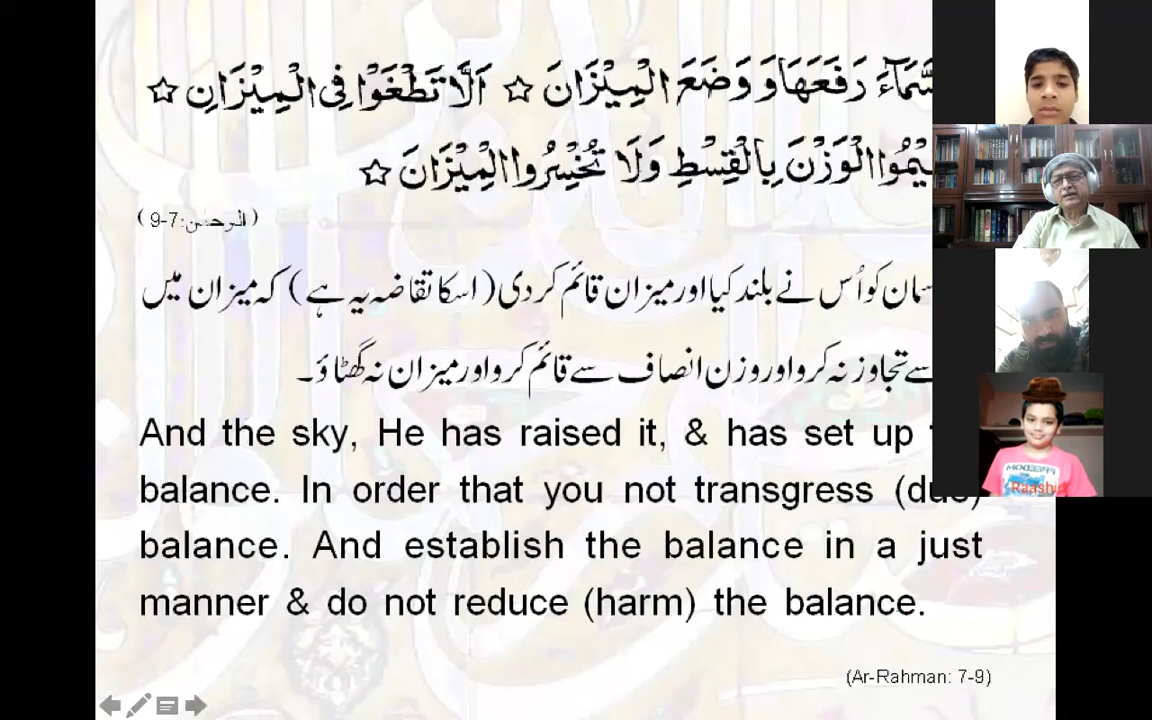 رَفَعَهَا وَ وَضَعَ الْمِيْزَانَ ☆ اَلَّا تَطْغَوْا فِى الْمِيْزَانِ ☆
الْوَزْنَ بِالْقِسْطِ وَلَا تُخْسِرُوا الْمِيْزَانَ ☆
(الرحمٰن:7-9)
کو اُس نے بلند کیا اور میزان قائم کر دی (اسکا تقاضہ یہ ہے) کہ میزان میں
سے تجاوز نہ کرو اور وزن انصاف سے قائم کرو اور میزان نہ گھٹاؤ۔
And the sky, He has raised it, & has set up
balance. In order that you not transgress
balance. And establish the balance in a just
manner & do not reduce (harm) the balance.
(Ar-Rahman: 7-9)